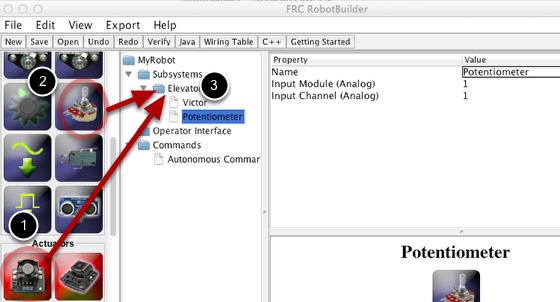 FRC RobotBuilder
File Edit View Export Help
New Save Open Undo Redo Verify Java Wiring Table C++ Getting Started
MyRobot
Subsystems
Elevato
Victor
Potentiometer
Operator Interface
Commands
Autonomous Comman
Property Value
Name Potentiometer
Input Module (Analog) 1
Input Channel (Analog) 1
2
3
1
Actuators
Potentiometer